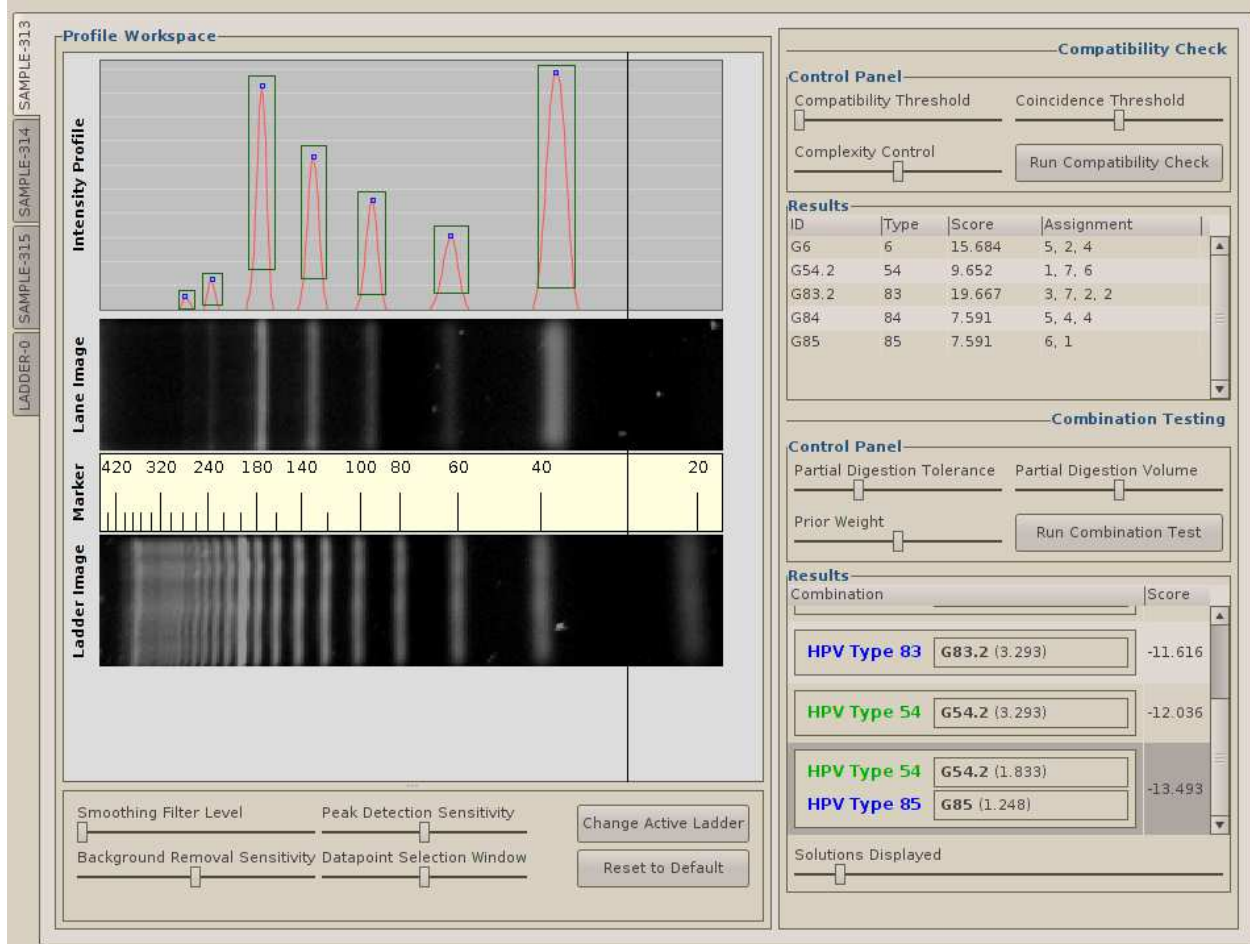 SAMPLE-313
SAMPLE-314
SAMPLE-315
LADDER-0
Profile Workspace
Intensity Profile
Lane Image
Marker
420 320 240 180 140 100 80 60 40 20
Ladder Image
Smoothing Filter Level
Peak Detection Sensitivity
Change Active Ladder
Background Removal Sensitivity
Datapoint Selection Window
Reset to Default
Compatibility Check
Control Panel
Compatibility Threshold
Coincidence Threshold
Complexity Control
Run Compatibility Check
Results
ID Type Score Assignment
G6 6 15.684 5, 2, 4
G54.2 54 9.652 1, 7, 6
G83.2 83 19.667 3, 7, 2, 2
G84 84 7.591 5, 4, 4
G85 85 7.591 6, 1
Combination Testing
Control Panel
Partial Digestion Tolerance
Partial Digestion Volume
Prior Weight
Run Combination Test
Results
Combination Score
HPV Type 83 G83.2 (3.293) -11.616
HPV Type 54 G54.2 (3.293) -12.036
HPV Type 54 G54.2 (1.833)
-13.493
HPV Type 85 G85 (1.248)
Solutions Displayed